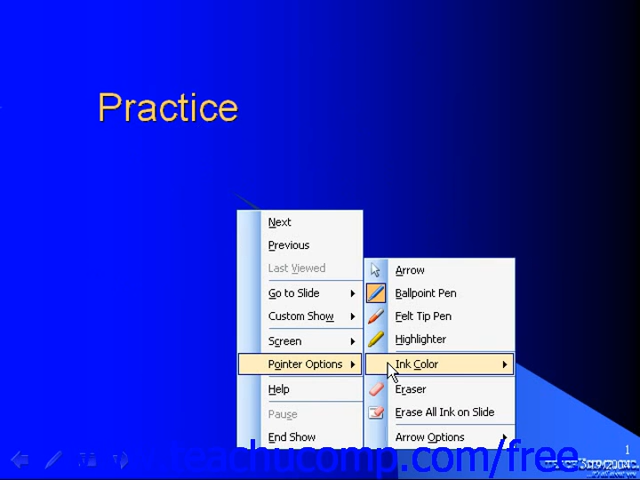 Practice
Next
Previous
Last Viewed
Go to Slide
Custom Show
Screen
Pointer Options
Help
Pause
End Show
Arrow
Ballpoint Pen
Felt Tip Pen
Highlighter
Ink Color
Eraser
Erase All Ink on Slide
Arrow Options
1
.teachucomp.com/free